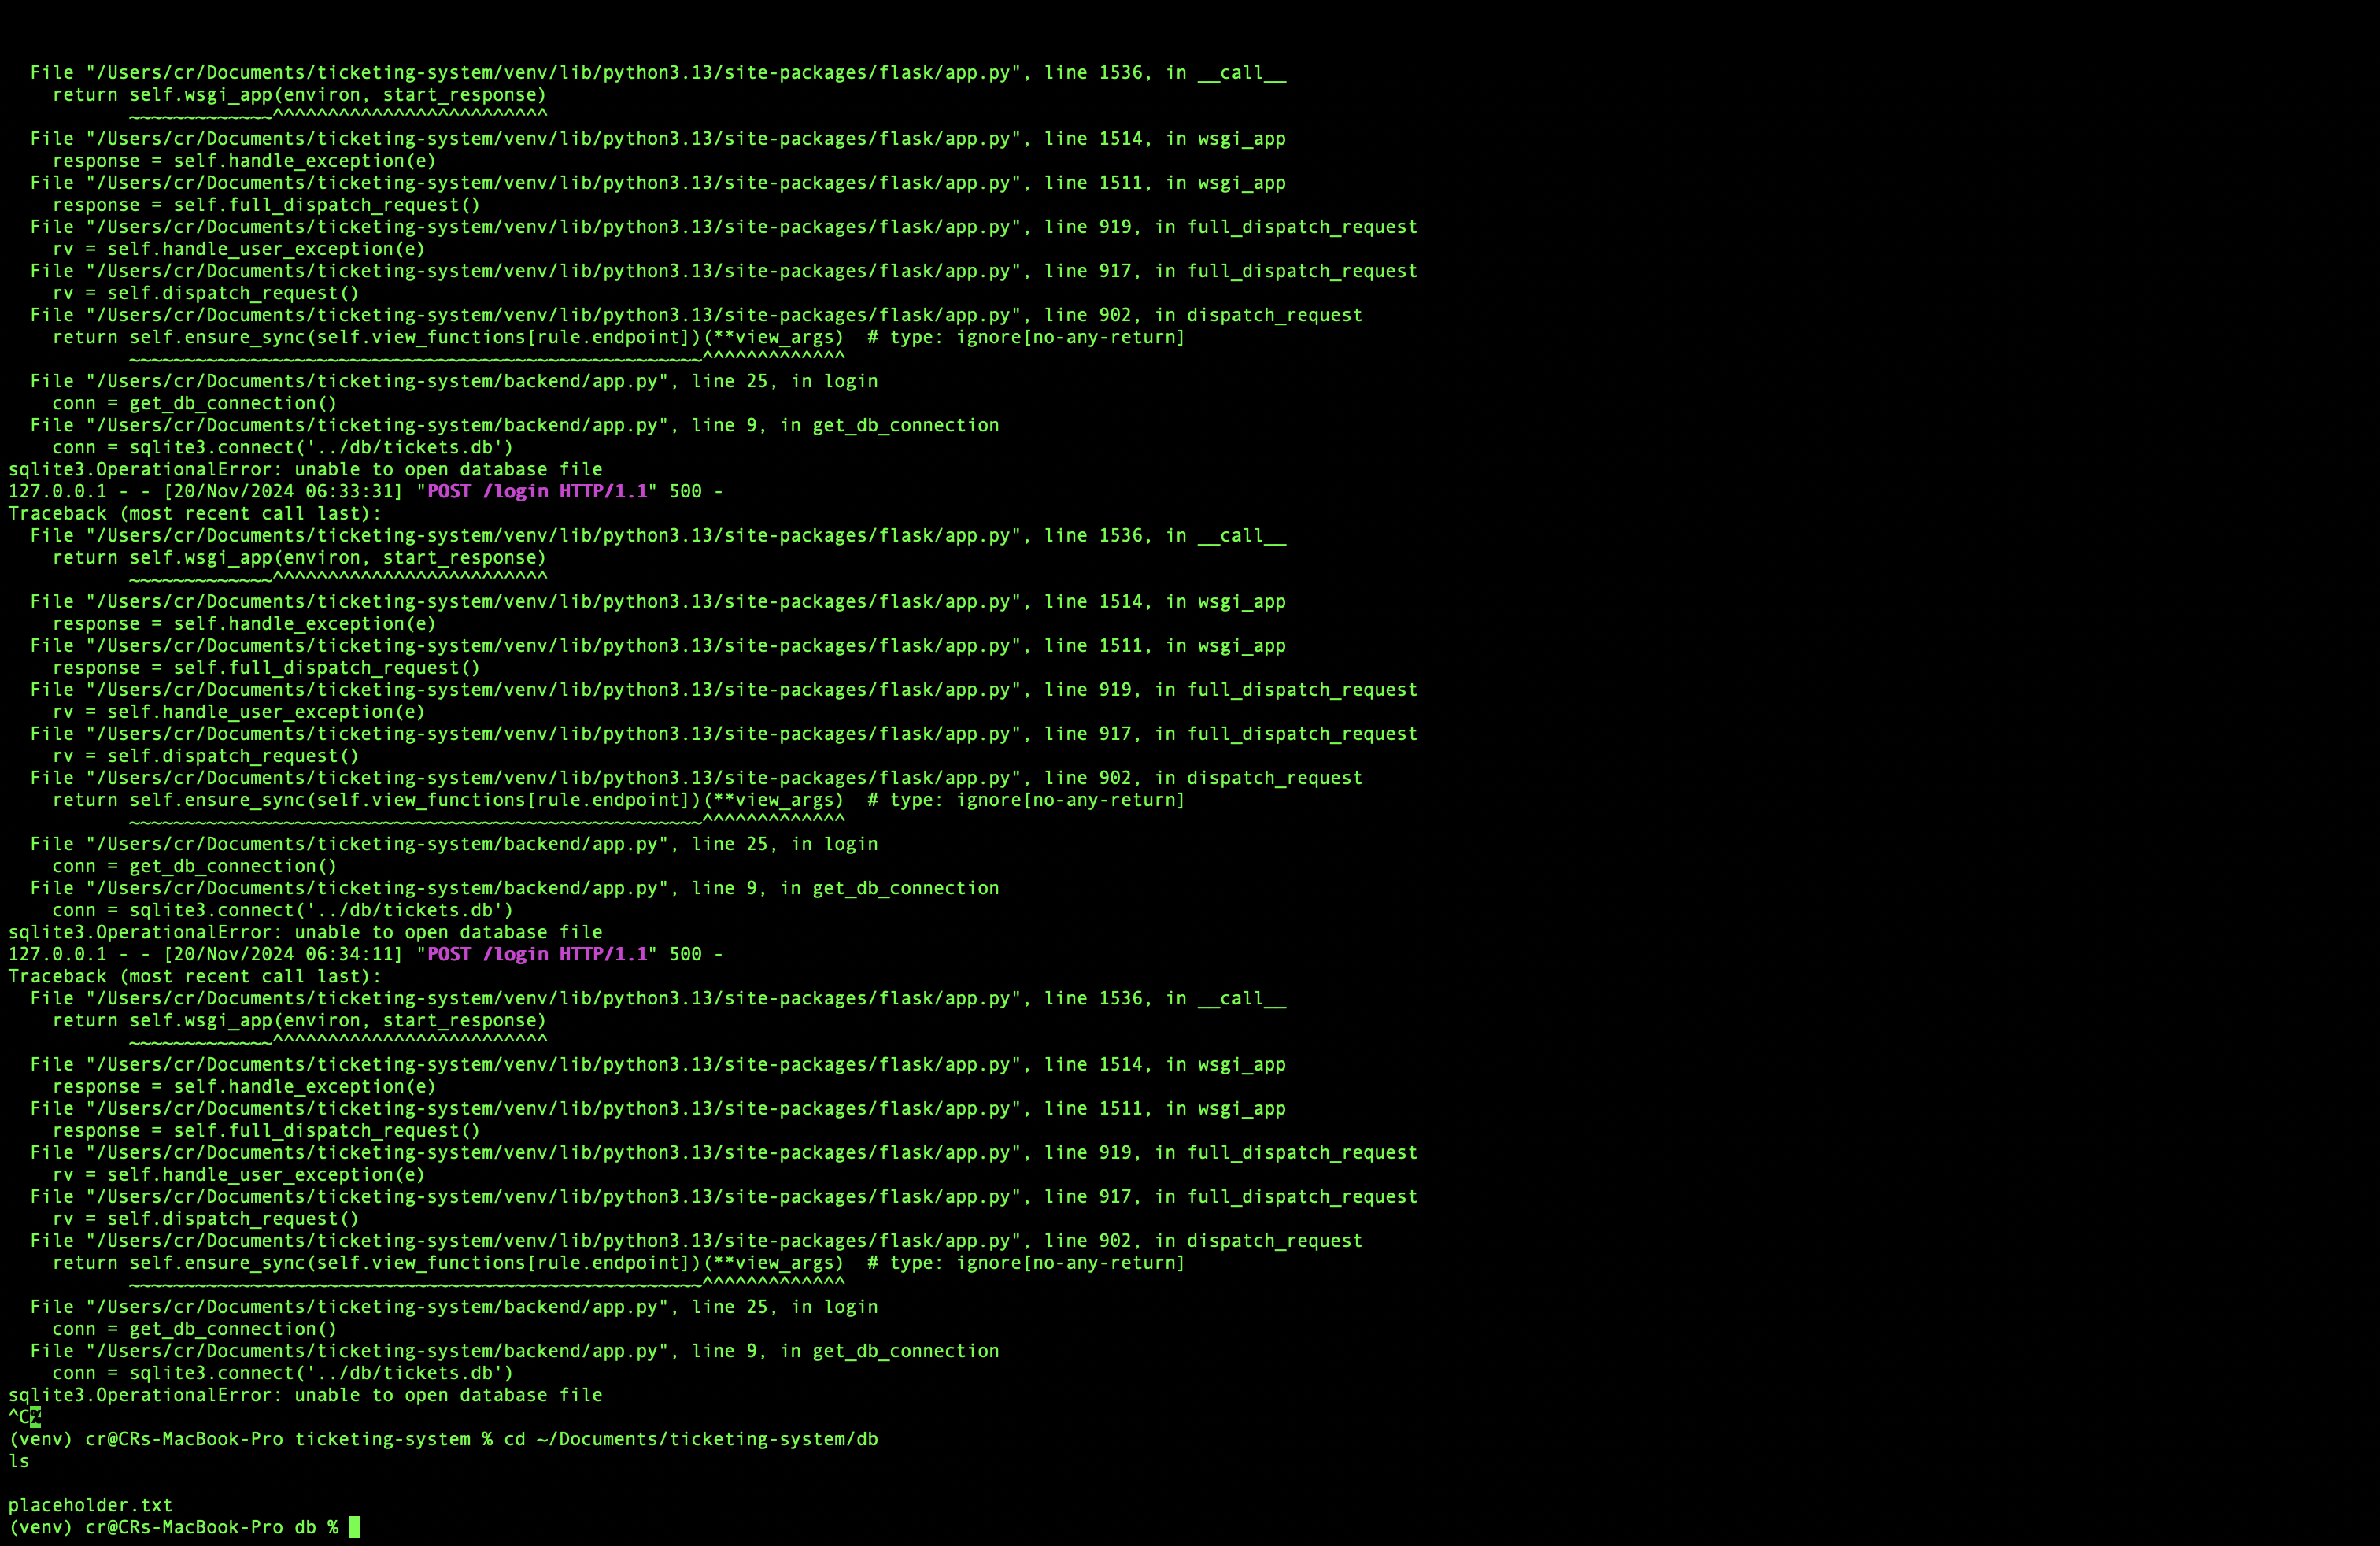 File "/Users/cr/Documents/ticketing-system/venv/lib/python3.13/site-packages/flask/app.py", line 1536, in __call__
    return self.wsgi_app(environ, start_response)
           ~~~~~~~~~~~~~^^^^^^^^^^^^^^^^^^^^^^^^^
  File "/Users/cr/Documents/ticketing-system/venv/lib/python3.13/site-packages/flask/app.py", line 1514, in wsgi_app
    response = self.handle_exception(e)
  File "/Users/cr/Documents/ticketing-system/venv/lib/python3.13/site-packages/flask/app.py", line 1511, in wsgi_app
    response = self.full_dispatch_request()
  File "/Users/cr/Documents/ticketing-system/venv/lib/python3.13/site-packages/flask/app.py", line 919, in full_dispatch_request
    rv = self.handle_user_exception(e)
  File "/Users/cr/Documents/ticketing-system/venv/lib/python3.13/site-packages/flask/app.py", line 917, in full_dispatch_request
    rv = self.dispatch_request()
  File "/Users/cr/Documents/ticketing-system/venv/lib/python3.13/site-packages/flask/app.py", line 902, in dispatch_request
    return self.ensure_sync(self.view_functions[rule.endpoint])(**view_args)  # type: ignore[no-any-return]
           ~~~~~~~~~~~~~~~~~~~~~~~~~~~~~~~~~~~~~~~~~~~~~~~~~~~~^^^^^^^^^^^^^
  File "/Users/cr/Documents/ticketing-system/backend/app.py", line 25, in login
    conn = get_db_connection()
  File "/Users/cr/Documents/ticketing-system/backend/app.py", line 9, in get_db_connection
    conn = sqlite3.connect('../db/tickets.db')
sqlite3.OperationalError: unable to open database file
127.0.0.1 - - [20/Nov/2024 06:33:31] "POST /login HTTP/1.1" 500 -
Traceback (most recent call last):
  File "/Users/cr/Documents/ticketing-system/venv/lib/python3.13/site-packages/flask/app.py", line 1536, in __call__
    return self.wsgi_app(environ, start_response)
           ~~~~~~~~~~~~~^^^^^^^^^^^^^^^^^^^^^^^^^
  File "/Users/cr/Documents/ticketing-system/venv/lib/python3.13/site-packages/flask/app.py", line 1514, in wsgi_app
    response = self.handle_exception(e)
  File "/Users/cr/Documents/ticketing-system/venv/lib/python3.13/site-packages/flask/app.py", line 1511, in wsgi_app
    response = self.full_dispatch_request()
  File "/Users/cr/Documents/ticketing-system/venv/lib/python3.13/site-packages/flask/app.py", line 919, in full_dispatch_request
    rv = self.handle_user_exception(e)
  File "/Users/cr/Documents/ticketing-system/venv/lib/python3.13/site-packages/flask/app.py", line 917, in full_dispatch_request
    rv = self.dispatch_request()
  File "/Users/cr/Documents/ticketing-system/venv/lib/python3.13/site-packages/flask/app.py", line 902, in dispatch_request
    return self.ensure_sync(self.view_functions[rule.endpoint])(**view_args)  # type: ignore[no-any-return]
           ~~~~~~~~~~~~~~~~~~~~~~~~~~~~~~~~~~~~~~~~~~~~~~~~~~~~^^^^^^^^^^^^^
  File "/Users/cr/Documents/ticketing-system/backend/app.py", line 25, in login
    conn = get_db_connection()
  File "/Users/cr/Documents/ticketing-system/backend/app.py", line 9, in get_db_connection
    conn = sqlite3.connect('../db/tickets.db')
sqlite3.OperationalError: unable to open database file
127.0.0.1 - - [20/Nov/2024 06:34:11] "POST /login HTTP/1.1" 500 -
Traceback (most recent call last):
  File "/Users/cr/Documents/ticketing-system/venv/lib/python3.13/site-packages/flask/app.py", line 1536, in __call__
    return self.wsgi_app(environ, start_response)
           ~~~~~~~~~~~~~^^^^^^^^^^^^^^^^^^^^^^^^^
  File "/Users/cr/Documents/ticketing-system/venv/lib/python3.13/site-packages/flask/app.py", line 1514, in wsgi_app
    response = self.handle_exception(e)
  File "/Users/cr/Documents/ticketing-system/venv/lib/python3.13/site-packages/flask/app.py", line 1511, in wsgi_app
    response = self.full_dispatch_request()
  File "/Users/cr/Documents/ticketing-system/venv/lib/python3.13/site-packages/flask/app.py", line 919, in full_dispatch_request
    rv = self.handle_user_exception(e)
  File "/Users/cr/Documents/ticketing-system/venv/lib/python3.13/site-packages/flask/app.py", line 917, in full_dispatch_request
    rv = self.dispatch_request()
  File "/Users/cr/Documents/ticketing-system/venv/lib/python3.13/site-packages/flask/app.py", line 902, in dispatch_request
    return self.ensure_sync(self.view_functions[rule.endpoint])(**view_args)  # type: ignore[no-any-return]
           ~~~~~~~~~~~~~~~~~~~~~~~~~~~~~~~~~~~~~~~~~~~~~~~~~~~~^^^^^^^^^^^^^
  File "/Users/cr/Documents/ticketing-system/backend/app.py", line 25, in login
    conn = get_db_connection()
  File "/Users/cr/Documents/ticketing-system/backend/app.py", line 9, in get_db_connection
    conn = sqlite3.connect('../db/tickets.db')
sqlite3.OperationalError: unable to open database file
^C%
(venv) cr@CRs-MacBook-Pro ticketing-system % cd ~/Documents/ticketing-system/db
ls
placeholder.txt
(venv) cr@CRs-MacBook-Pro db %